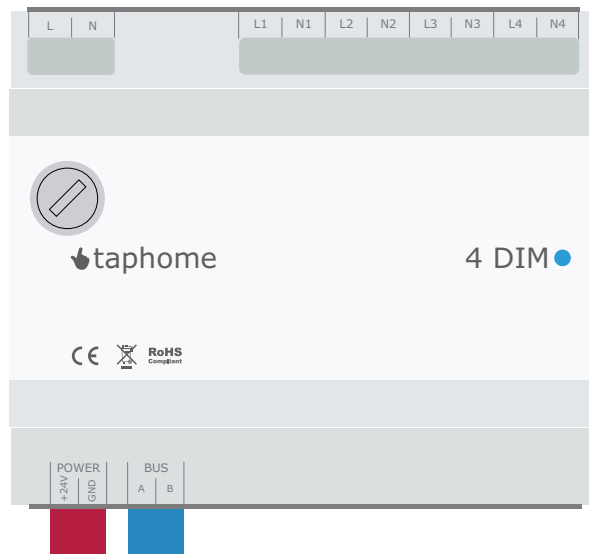 L N L1 N1 L2 N2 L3 N3 L4 N4
taphome 4 DIM
CE RoHS
Compliant
POWER BUS
+24V GND A B